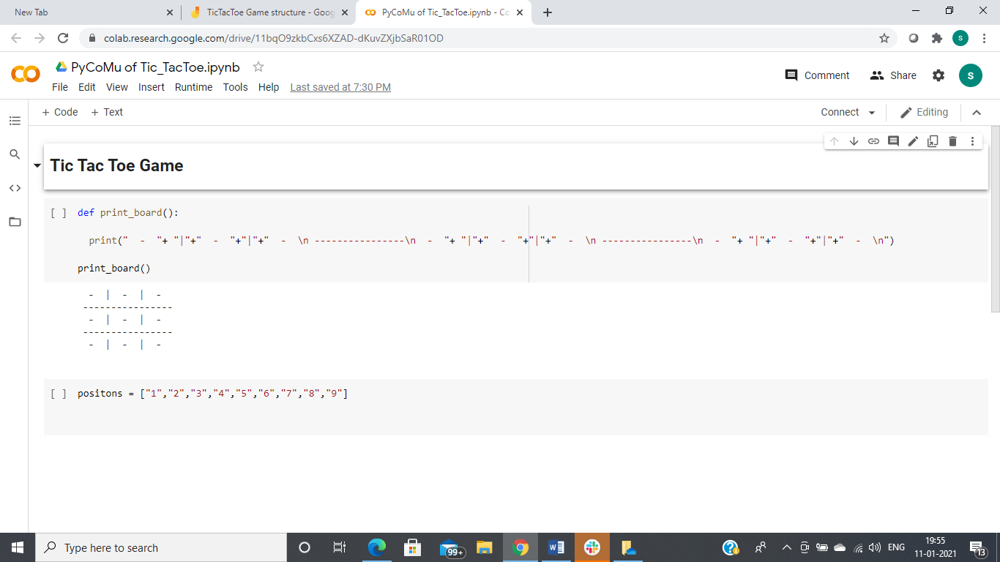 New Tab
TicTacToe Game structure - Goog
PyCoMu of Tic_TacToe.ipynb - Co
colab.research.google.com/drive/11bqO9zkbCxs6XZAD-dKuvZXjbSaR01OD
S
PyCoMu of Tic_TacToe.ipynb
Comment
Share
S
File Edit View Insert Runtime Tools Help Last saved at 7:30 PM
+ Code + Text
Connect
Editing
Tic Tac Toe Game
[ ] def print_board():
print("  -  "+ "|"+"  -  "+"|"+"  -  \n ----------------\n  -  "+ "|"+"  -  "+"|"+"  -  \n ----------------\n  -  "+ "|"+"  -  "+"|"+"  -  \n")
print_board()
-  |  -  |  -
----------------
-  |  -  |  -
----------------
-  |  -  |  -
[ ] positons = ["1","2","3","4","5","6","7","8","9"]
Type here to search
99+
ENG
19:55
11-01-2021
13